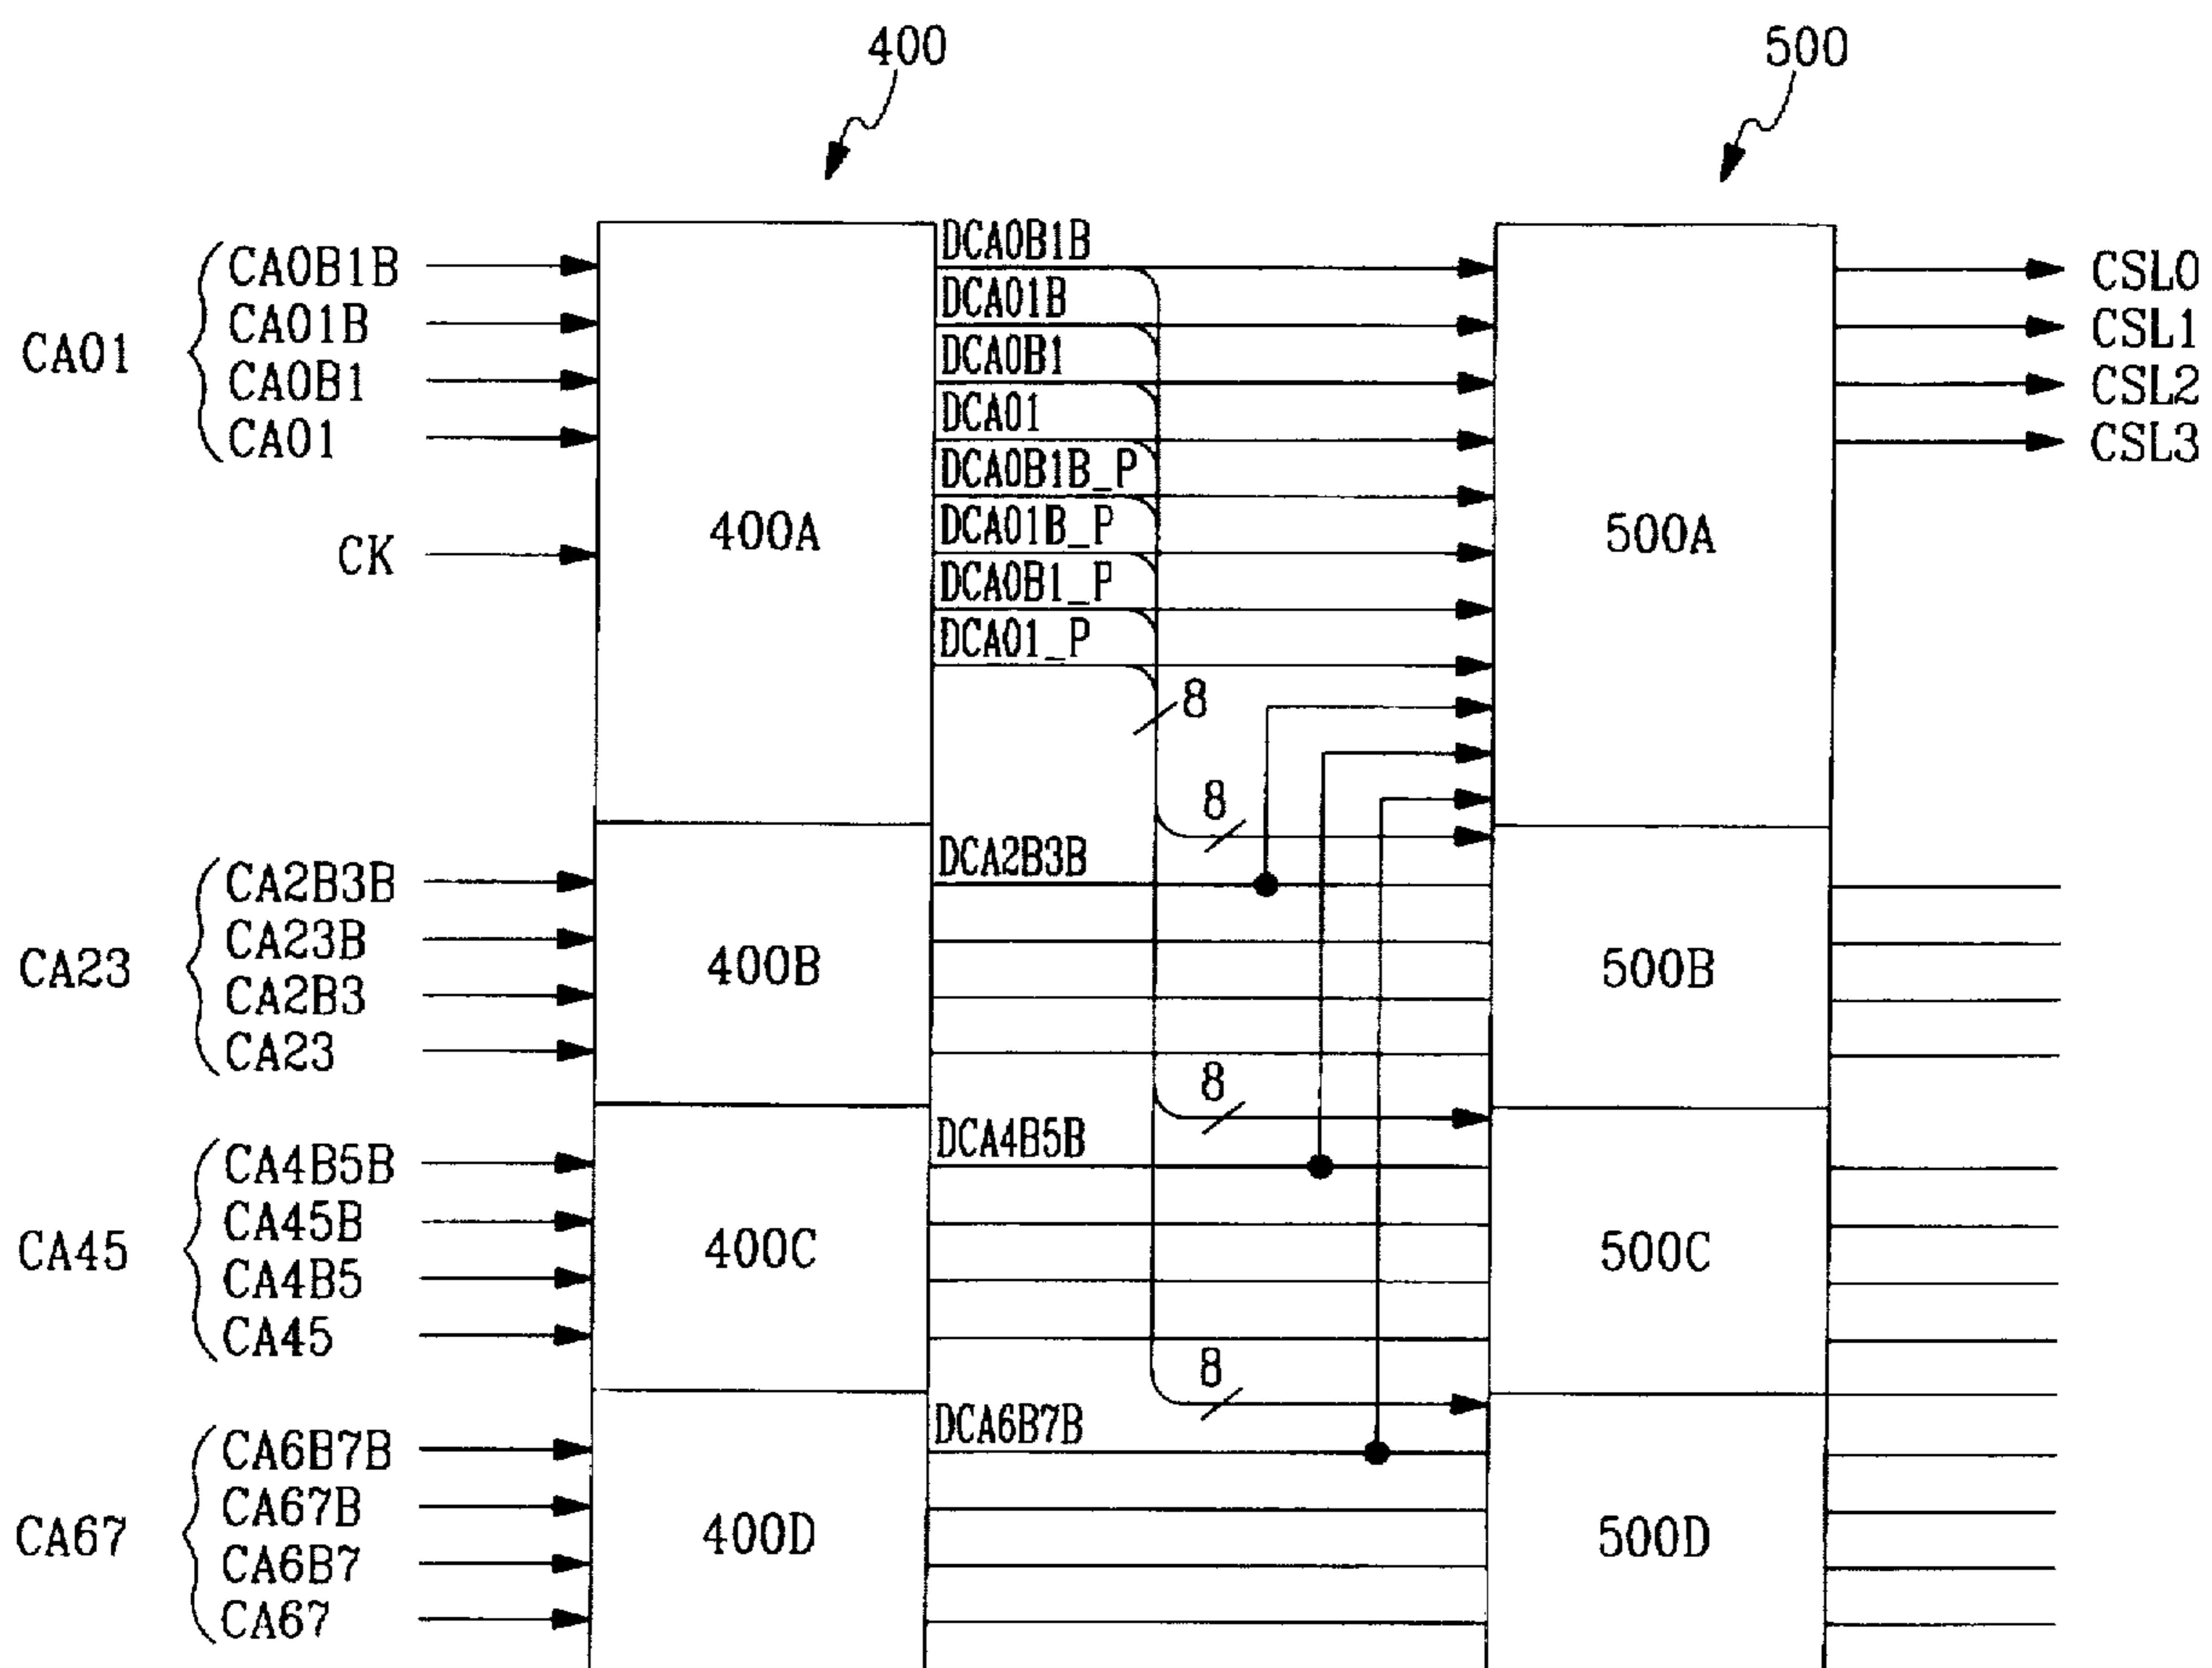 400
500
CA01
CA0B1B
CA01B
CA0B1
CA01
CK
400A
DCA0B1B
DCA01B
DCA0B1
DCA01
DCA0B1B_P
DCA01B_P
DCA0B1_P
DCA01_P
8
500A
CSL0
CSL1
CSL2
CSL3
CA23
CA2B3B
CA23B
CA2B3
CA23
400B
8
DCA2B3B
500B
CA45
CA4B5B
CA45B
CA4B5
CA45
400C
8
DCA4B5B
500C
CA67
CA6B7B
CA67B
CA6B7
CA67
400D
8
DCA6B7B
500D